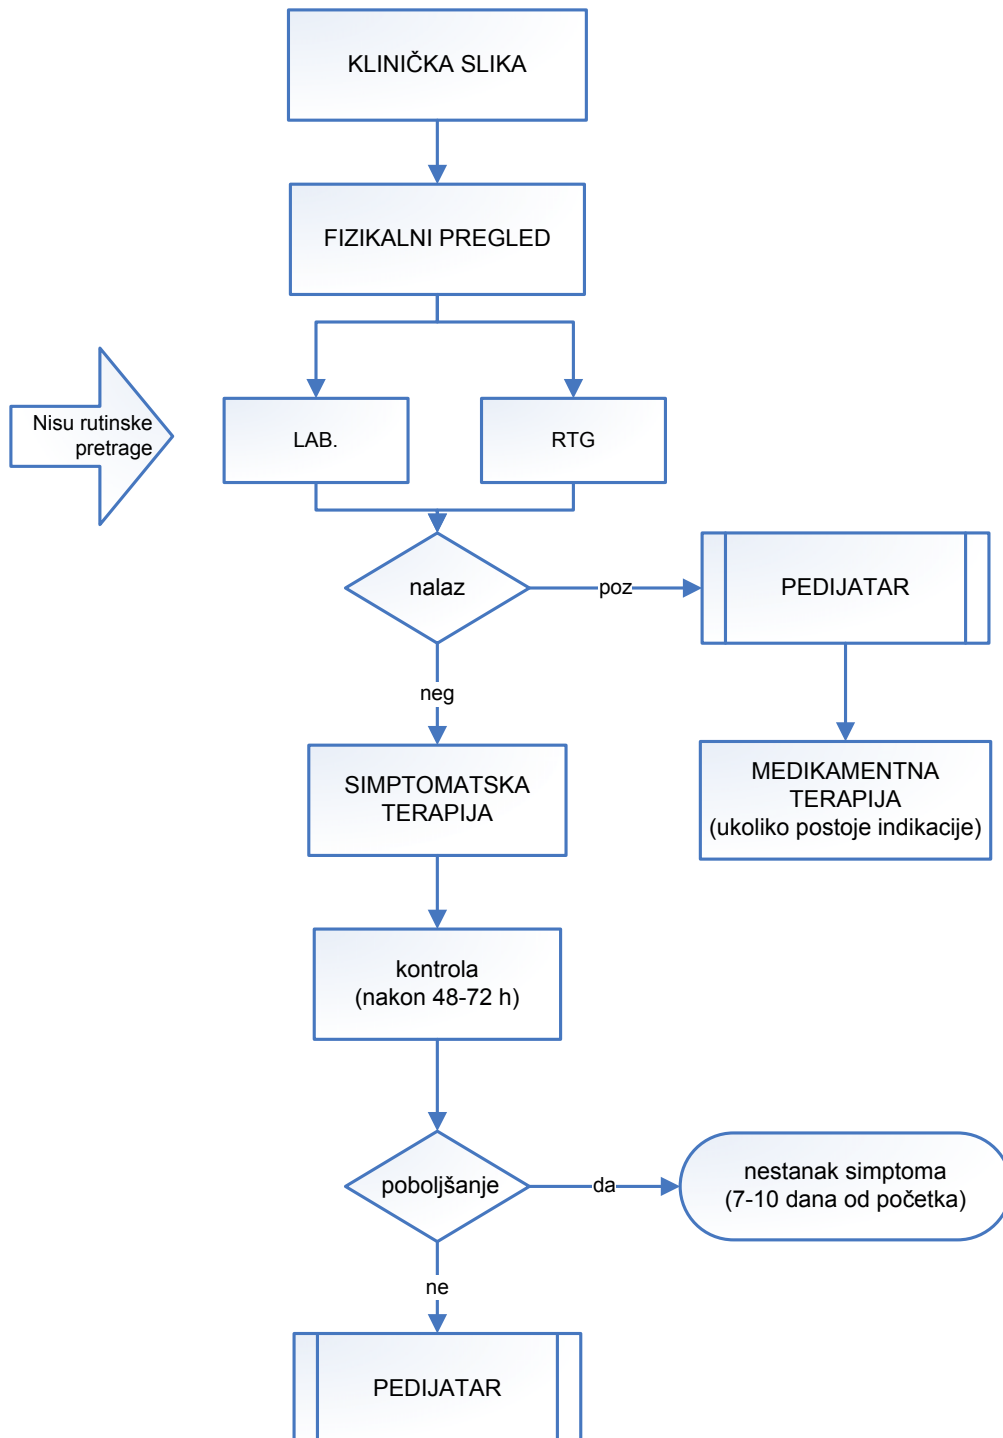 KLINIČKA SLIKA
FIZIKALNI PREGLED
Nisu rutinske
pretrage
LAB.
RTG
nalaz
poz
PEDIJATAR
neg
SIMPTOMATSKA
TERAPIJA
MEDIKAMENTNA
TERAPIJA
(ukoliko postoje indikacije)
kontrola
(nakon 48-72 h)
poboljšanje
da
nestanak simptoma
(7-10 dana od početka)
ne
PEDIJATAR